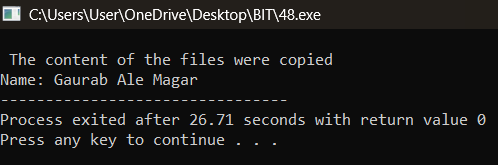 C:\Users\User\OneDrive\Desktop\BIT\48.exe
The content of the files were copied
Name: Gaurab Ale Magar
--------------------------------
Process exited after 26.71 seconds with return value 0
Press any key to continue . . .